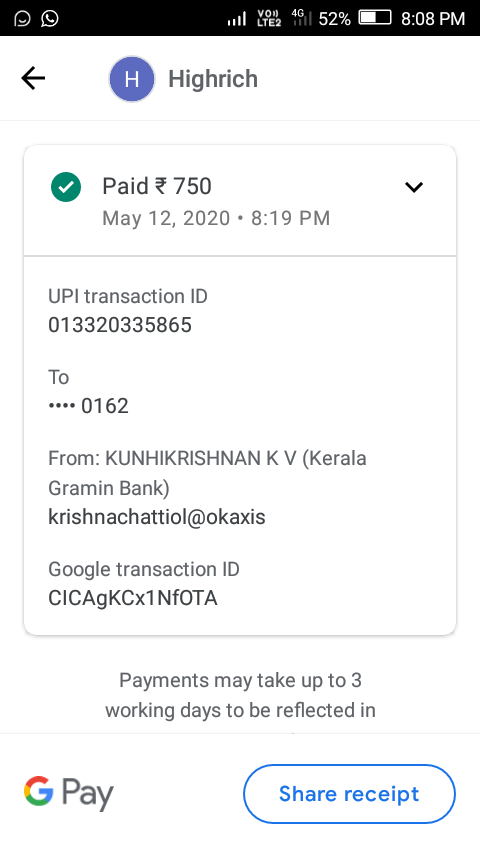 VO)) LTE2 4G 52% 8:08 PM
H Highrich
Paid ₹ 750
May 12, 2020 • 8:19 PM
UPI transaction ID
013320335865
To
•••• 0162
From: KUNHIKRISHNAN K V (Kerala
Gramin Bank)
krishnachattiol@okaxis
Google transaction ID
CICAgKCx1NfOTA
Payments may take up to 3
working days to be reflected in
G Pay
Share receipt